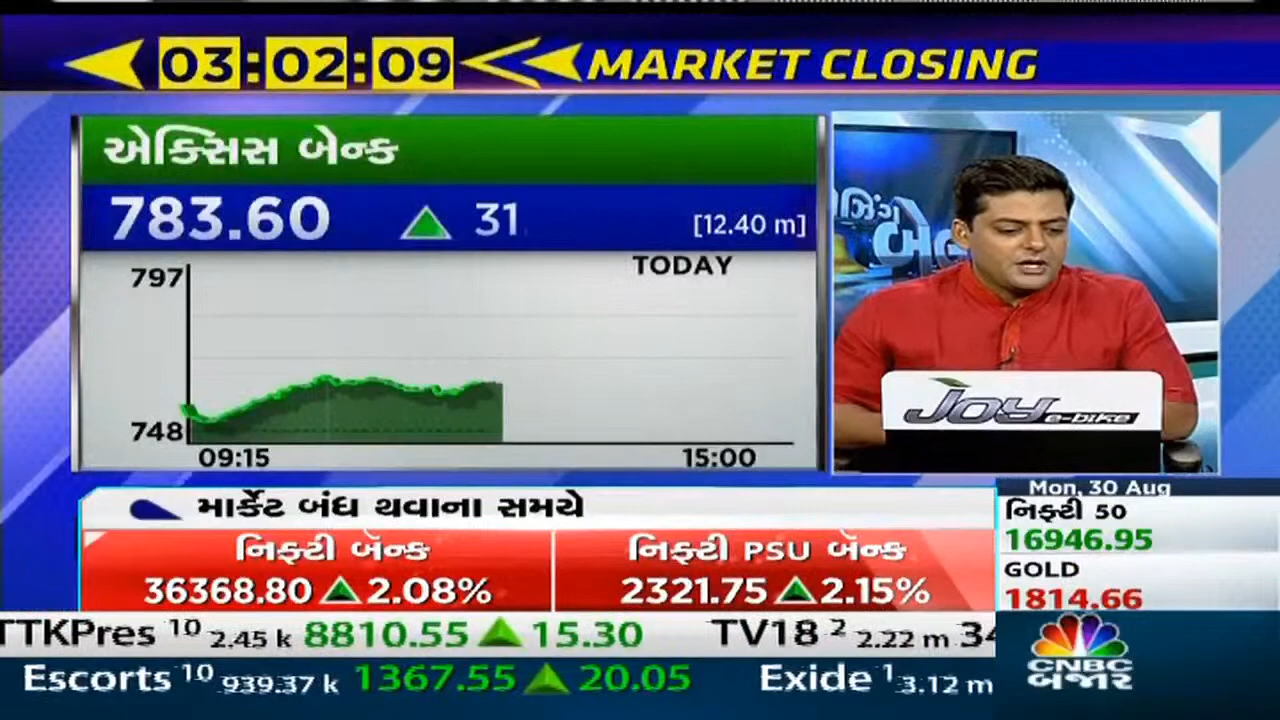 03:02:09 MARKET CLOSING
એક્સિસ બેન્ક
783.60 31 [12.40 m]
TODAY
797
748
09:15 15:00
Joy e-bike
માર્કેટ બંધ થવાના સમયે
નિફ્ટી બેન્ક
36368.80 2.08%
નિફ્ટી PSU બેન્ક
2321.75 2.15%
Mon, 30 Aug
નિફ્ટી 50
16946.95
GOLD
1814.66
TTKPres 10 2.45 k 8810.55 15.30 TV18 2 2.22 m 34
Escorts 10 939.37 k 1367.55 20.05 Exide 1 3.12 m
CNBC
બજાર